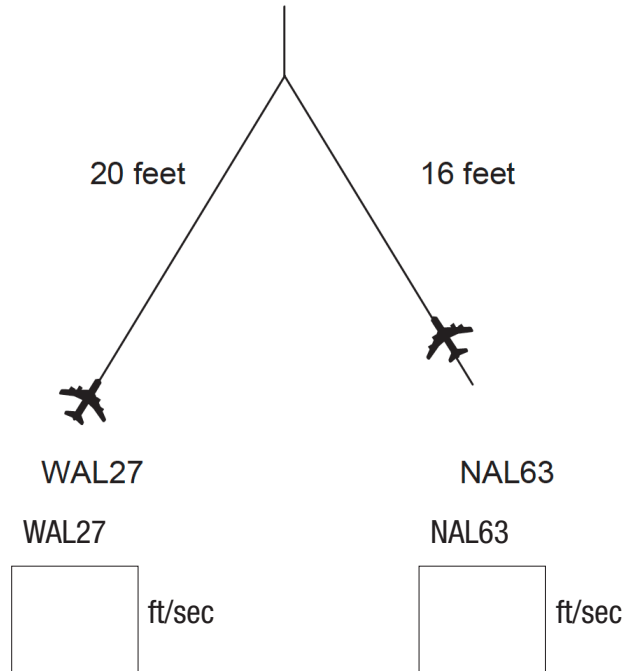 20 feet
16 feet
WAL27
NAL63
WAL27
NAL63
ft/sec
ft/sec